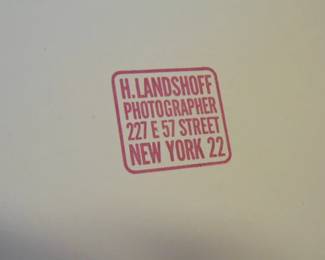 H. LANDSHOFF
PHOTOGRAPHER
227 E 57 STREET
NEW YORK 22